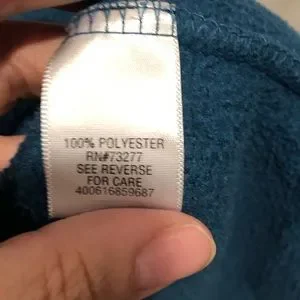 100% POLYESTER
RN#73277
SEE REVERSE
FOR CARE
400616859687